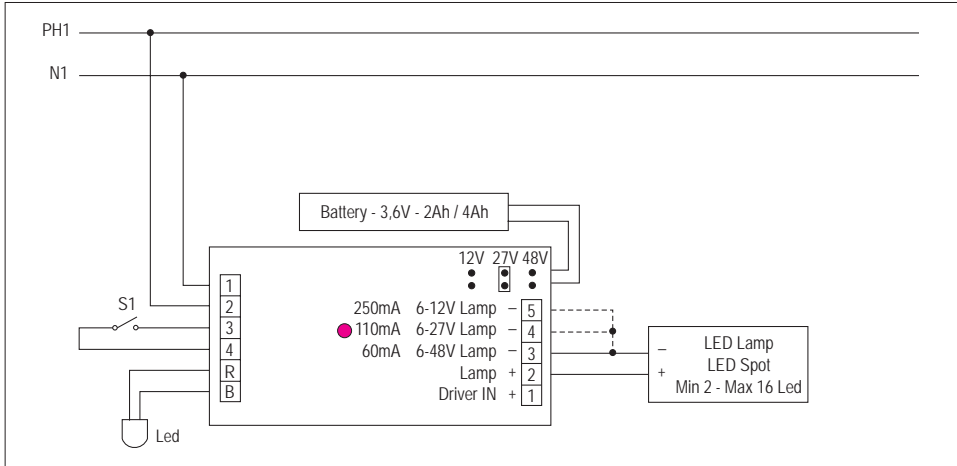 PH1
N1
Battery - 3,6V - 2Ah / 4Ah
12V 27V 48V
1
2
3
4
R
B
S1
Led
250mA 6-12V Lamp – 5
110mA 6-27V Lamp – 4
60mA 6-48V Lamp – 3
Lamp + 2
Driver IN + 1
– LED Lamp
LED Spot
+ Min 2 - Max 16 Led